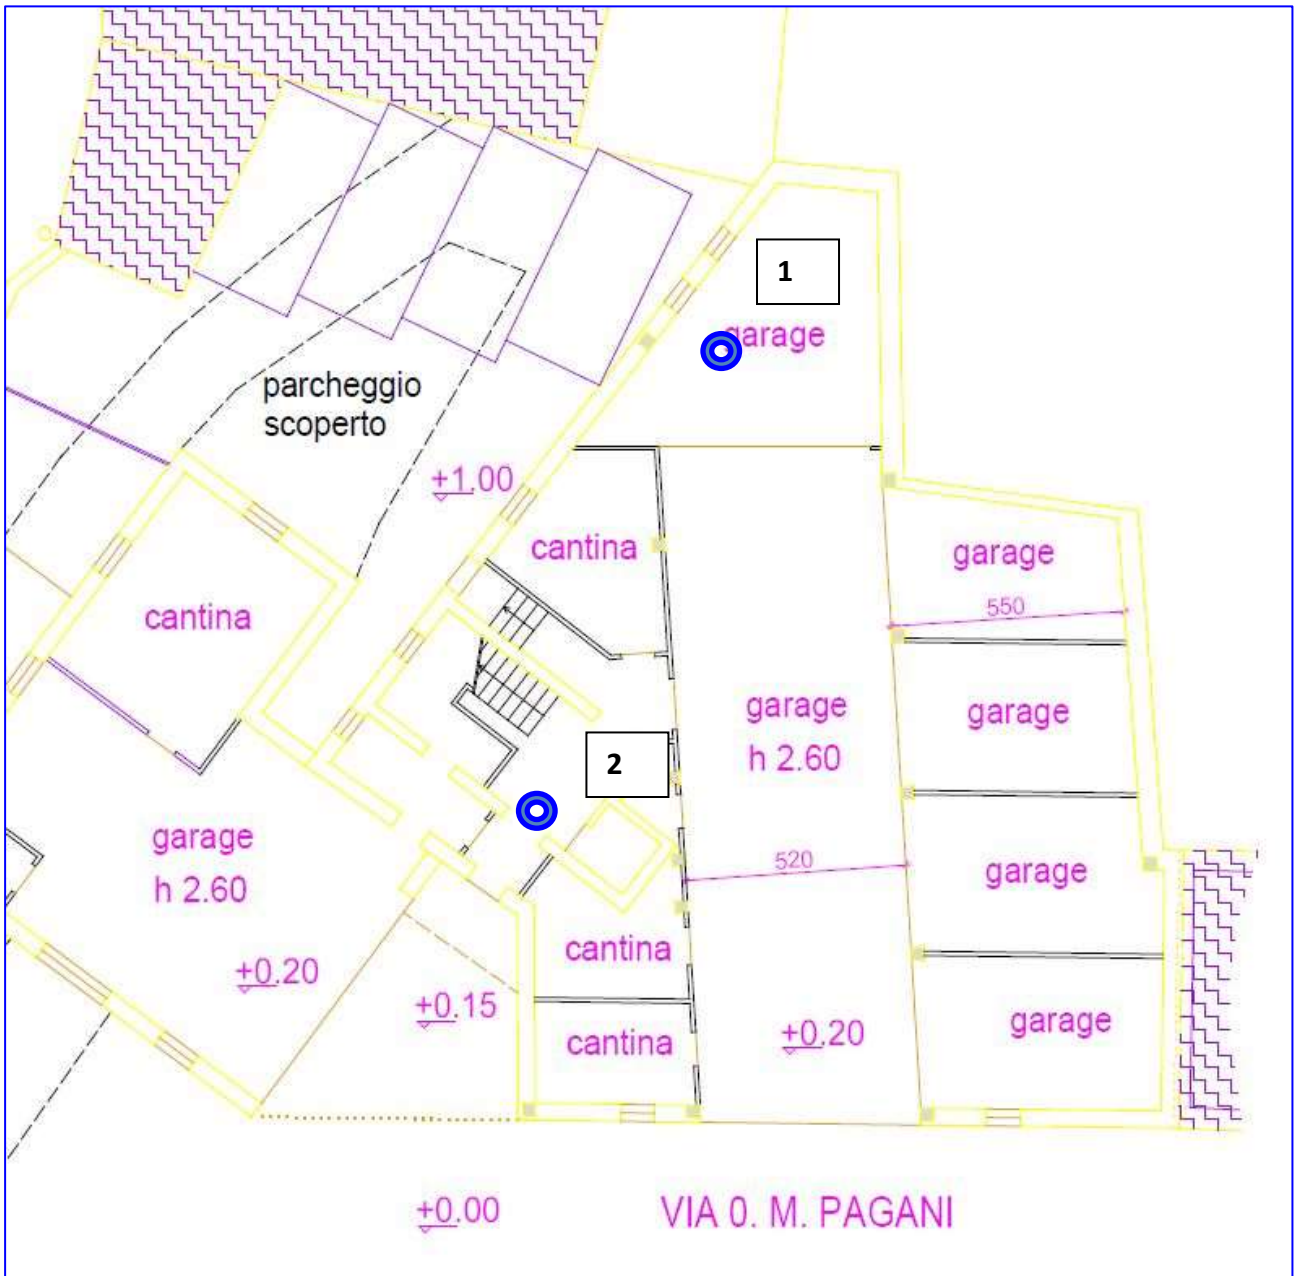 1
garage
parcheggio
scoperto
+1.00
cantina
garage
550
cantina
garage
h 2.60
garage
2
garage
h 2.60
520
garage
cantina
+0.20
+0.15
+0.20
garage
cantina
+0.00
VIA O. M. PAGANI